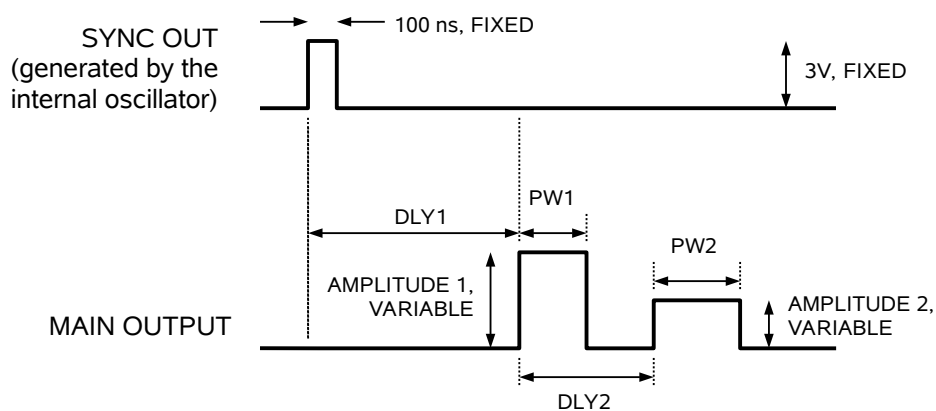 100 ns, FIXED
SYNC OUT
(generated by the
internal oscillator)
3V, FIXED
PW1
DLY1
PW2
AMPLITUDE 1,
VARIABLE
AMPLITUDE 2,
VARIABLE
MAIN OUTPUT
DLY2